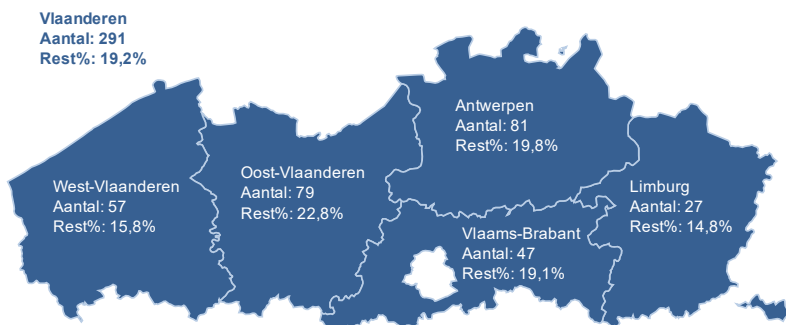 Vlaanderen
Aantal: 291
Rest%: 19,2%
Antwerpen
Aantal: 81
Rest%: 19,8%
West-Vlaanderen
Aantal: 57
Rest%: 15,8%
Oost-Vlaanderen
Aantal: 79
Rest%: 22,8%
Limburg
Aantal: 27
Rest%: 14,8%
Vlaams-Brabant
Aantal: 47
Rest%: 19,1%